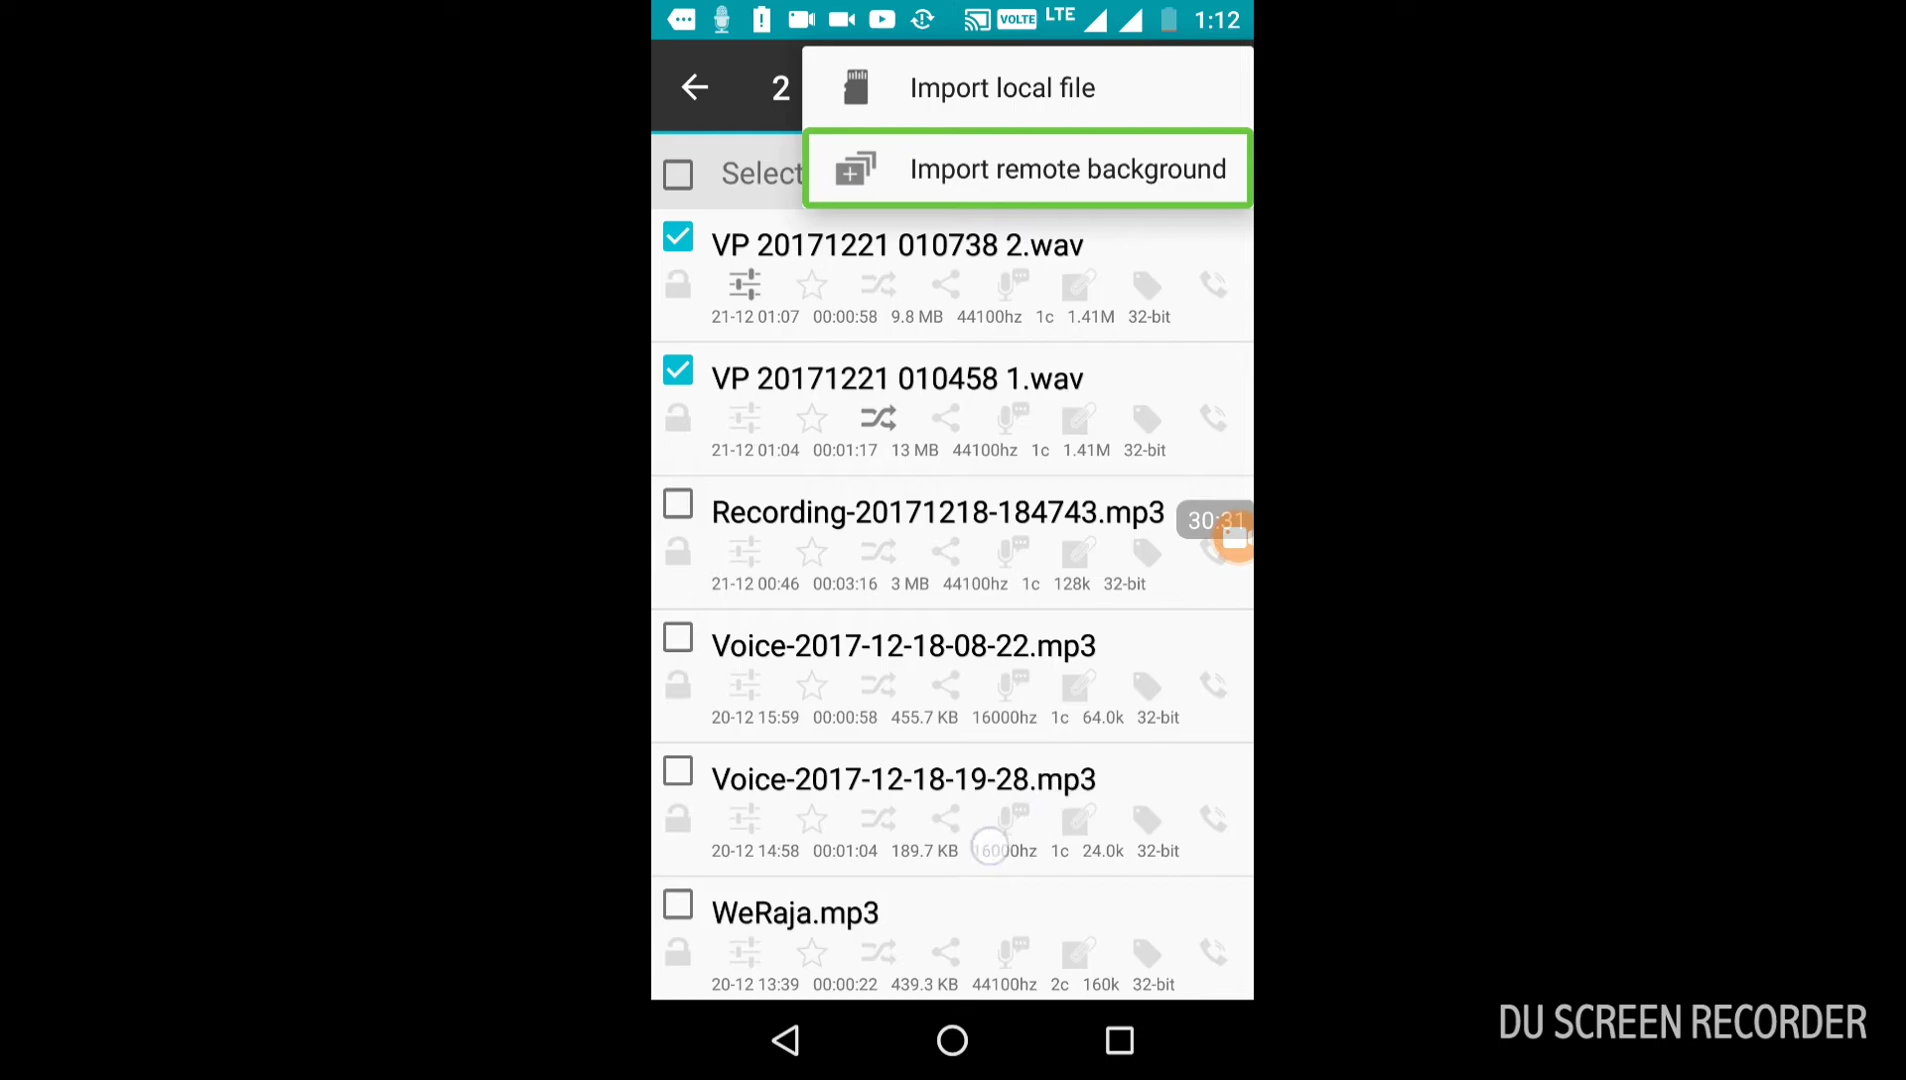 VOLTE LTE 1:12
2
Import local file
Import remote background
Select
VP 20171221 010738 2.wav
21-12 01:07 00:00:58 9.8 MB 44100hz 1c 1.41M 32-bit
VP 20171221 010458 1.wav
21-12 01:04 00:01:17 13 MB 44100hz 1c 1.41M 32-bit
Recording-20171218-184743.mp3
30:31
21-12 00:46 00:03:16 3 MB 44100hz 1c 128k 32-bit
Voice-2017-12-18-08-22.mp3
20-12 15:59 00:00:58 455.7 KB 16000hz 1c 64.0k 32-bit
Voice-2017-12-18-19-28.mp3
20-12 14:58 00:01:04 189.7 KB 16000hz 1c 24.0k 32-bit
WeRaja.mp3
20-12 13:39 00:00:22 439.3 KB 44100hz 2c 160k 32-bit
DU SCREEN RECORDER